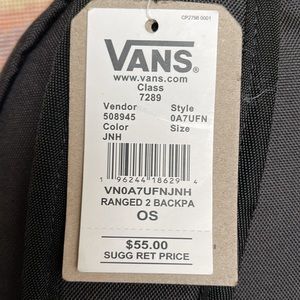 CP2798 0001
VANS®
www.vans.com
Class
7289
Vendor Style
508945 0A7UFN
Color Size
JNH
1 96244 18629 4
VN0A7UFNJNH
RANGED 2 BACKPA
OS
$55.00
SUGG RET PRICE